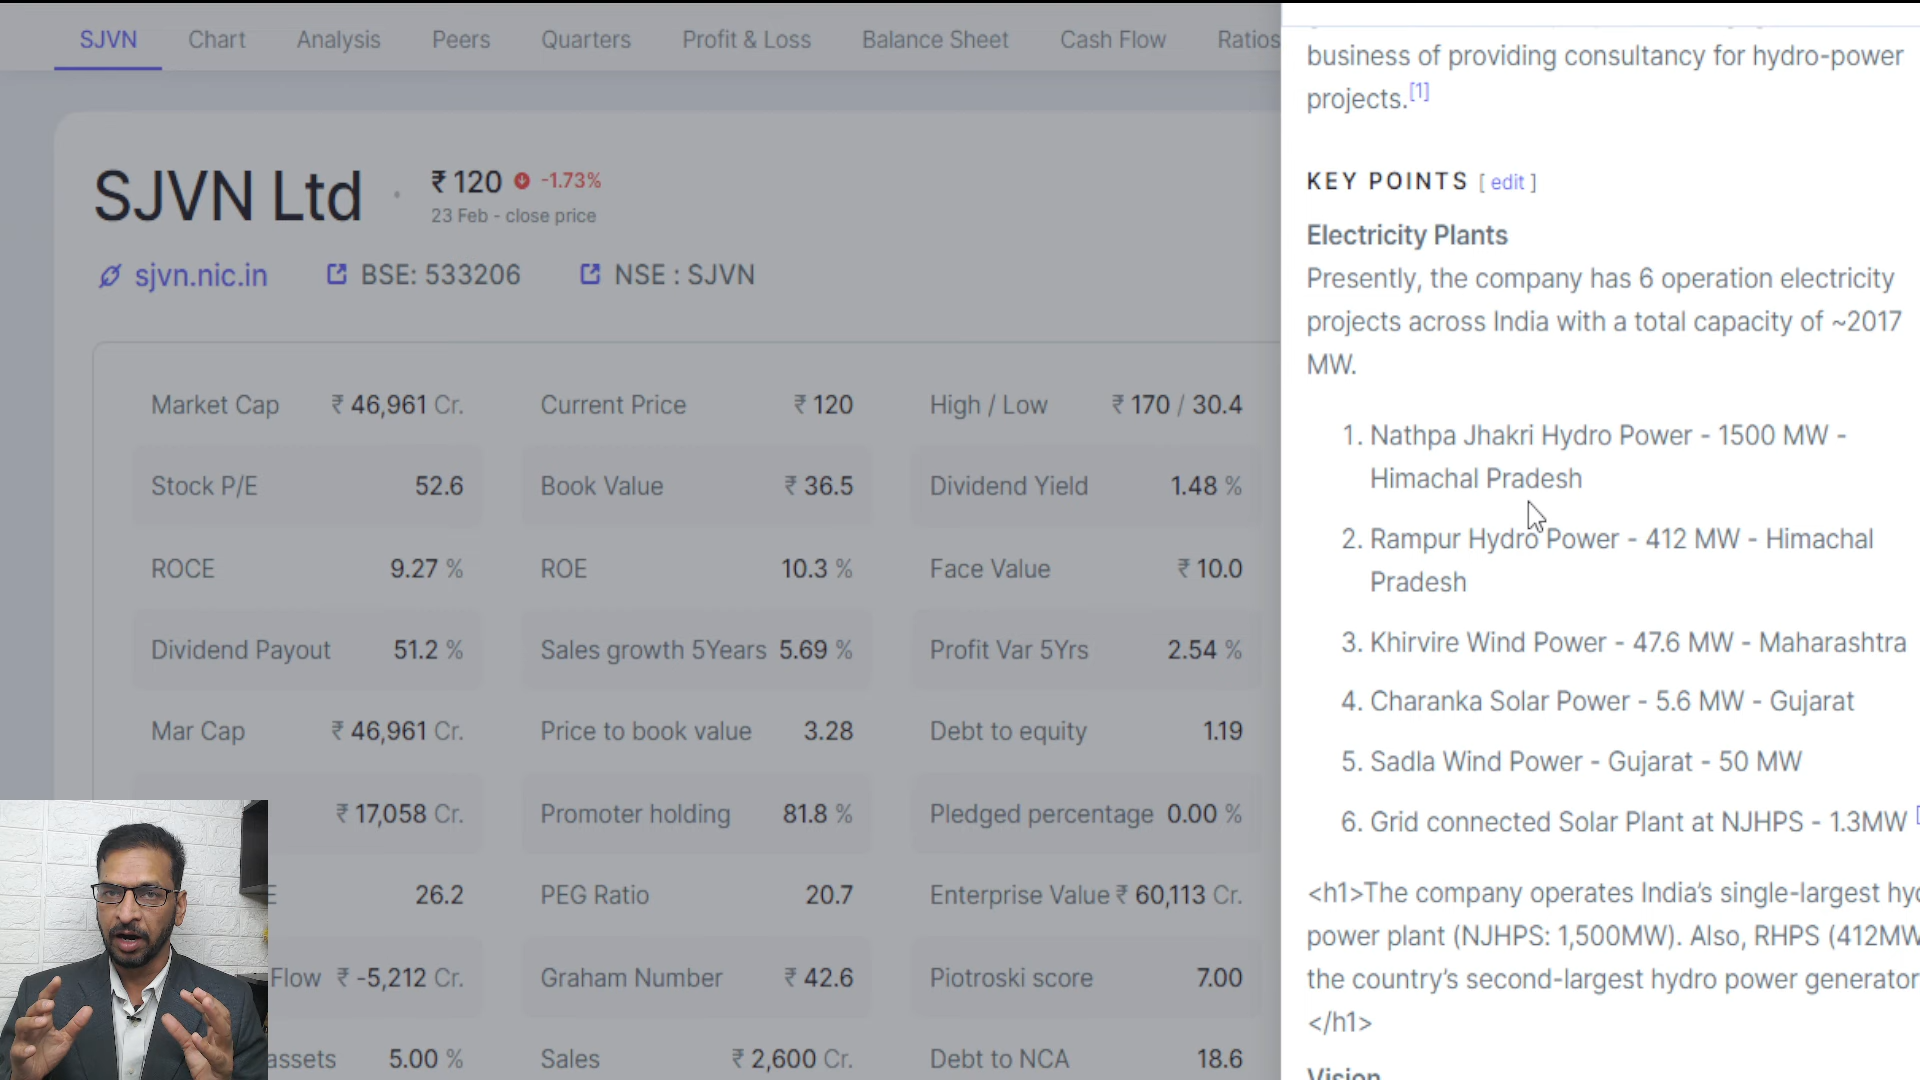 SJVN Chart Analysis Peers Quarters Profit & Loss Balance Sheet Cash Flow Ratios
SJVN Ltd
₹ 120 -1.73%
23 Feb - close price
sjvn.nic.in BSE: 533206 NSE : SJVN
Market Cap ₹ 46,961 Cr. Current Price ₹ 120 High / Low ₹ 170 / 30.4
Stock P/E 52.6 Book Value ₹ 36.5 Dividend Yield 1.48 %
ROCE 9.27 % ROE 10.3 % Face Value ₹ 10.0
Dividend Payout 51.2 % Sales growth 5Years 5.69 % Profit Var 5Yrs 2.54 %
Mar Cap ₹ 46,961 Cr. Price to book value 3.28 Debt to equity 1.19
₹ 17,058 Cr. Promoter holding 81.8 % Pledged percentage 0.00 %
E 26.2 PEG Ratio 20.7 Enterprise Value ₹ 60,113 Cr.
Flow ₹ -5,212 Cr. Graham Number ₹ 42.6 Piotroski score 7.00
assets 5.00 % Sales ₹ 2,600 Cr. Debt to NCA 18.6
business of providing consultancy for hydro-power
projects.[1]
KEY POINTS [ edit ]
Electricity Plants
Presently, the company has 6 operation electricity
projects across India with a total capacity of ~2017
MW.
1. Nathpa Jhakri Hydro Power - 1500 MW -
Himachal Pradesh
2. Rampur Hydro Power - 412 MW - Himachal
Pradesh
3. Khirvire Wind Power - 47.6 MW - Maharashtra
4. Charanka Solar Power - 5.6 MW - Gujarat
5. Sadla Wind Power - Gujarat - 50 MW
6. Grid connected Solar Plant at NJHPS - 1.3MW [
<h1>The company operates India's single-largest hyd
power plant (NJHPS: 1,500MW). Also, RHPS (412MW
the country's second-largest hydro power generator
</h1>
Vision